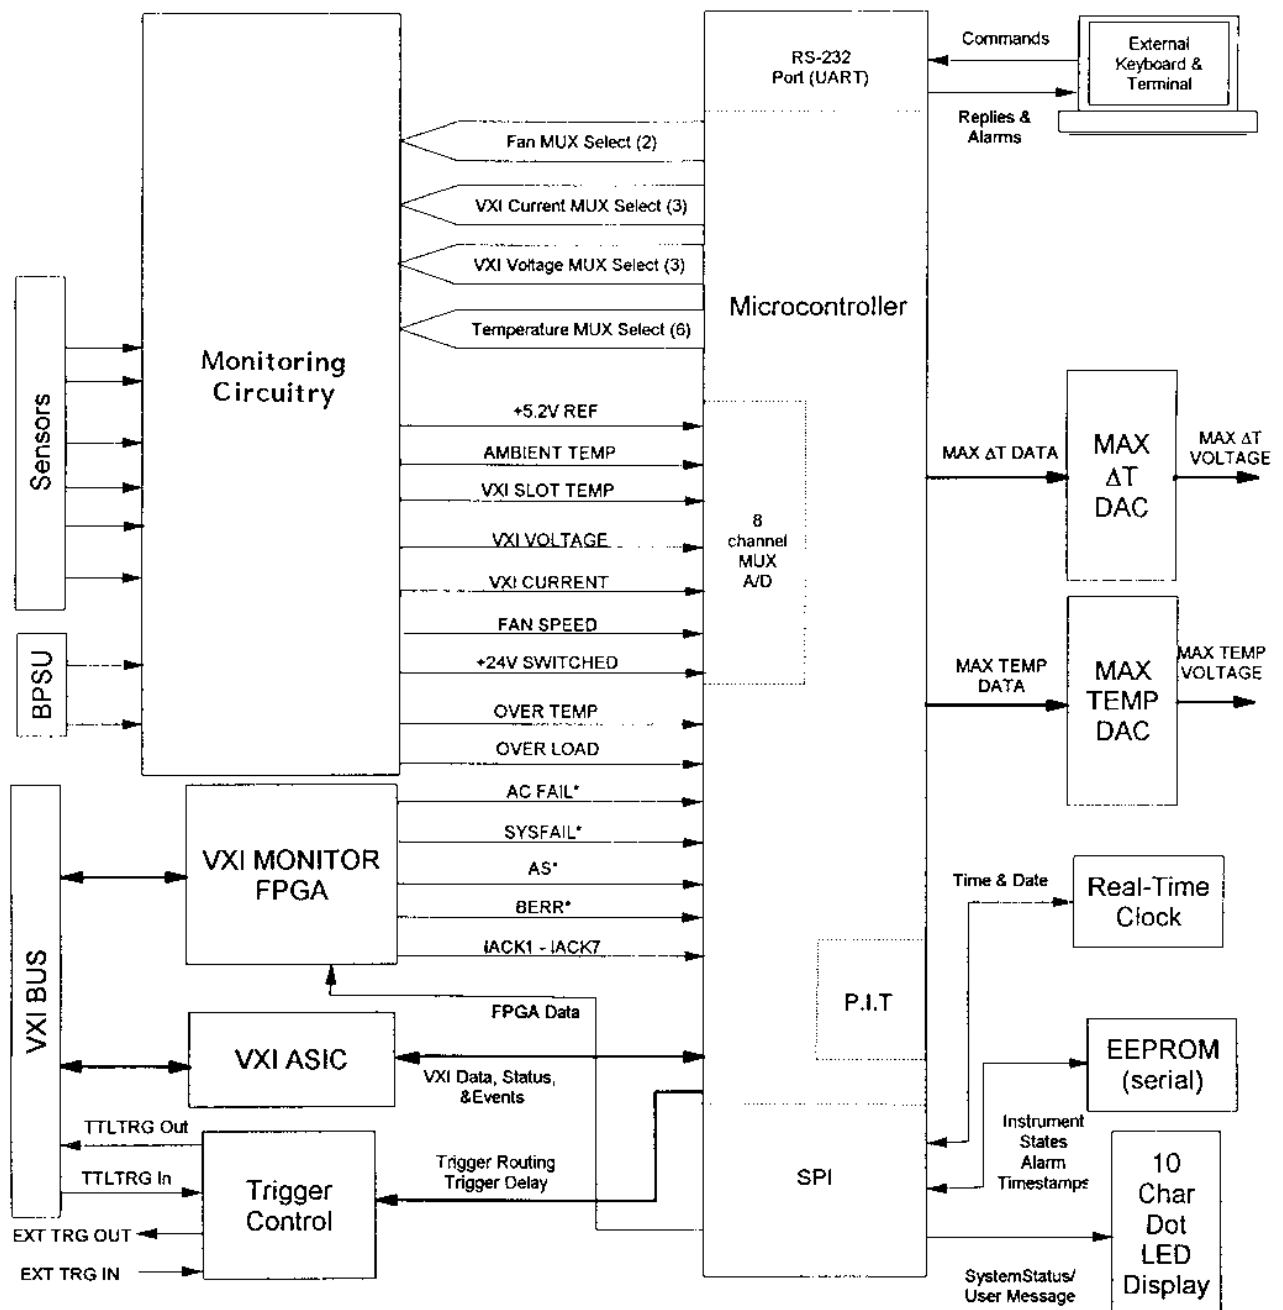 RS-232
Port (UART)
Commands
External
Keyboard &
Terminal
Replies &
Alarms
Fan MUX Select (2)
VXI Current MUX Select (3)
VXI Voltage MUX Select (3)
Temperature MUX Select (6)
Microcontroller
Monitoring
Circuitry
Sensors
BPSU
+5.2V REF
AMBIENT TEMP
VXI SLOT TEMP
VXI VOLTAGE
VXI CURRENT
FAN SPEED
+24V SWITCHED
OVER TEMP
OVER LOAD
8
channel
MUX
A/D
MAX ΔT DATA
MAX
ΔT
DAC
MAX ΔT
VOLTAGE
MAX TEMP
DATA
MAX
TEMP
DAC
MAX TEMP
VOLTAGE
VXI BUS
VXI MONITOR
FPGA
AC FAIL*
SYSFAIL*
AS*
BERR*
IACK1 - IACK7
FPGA Data
P.I.T
Time & Date
Real-Time
Clock
VXI ASIC
VXI Data, Status,
&Events
EEPROM
(serial)
Instrument
States
Alarm
Timestamps
TTLTRG Out
TTLTRG In
EXT TRG OUT
EXT TRG IN
Trigger
Control
Trigger Routing
Trigger Delay
SPI
10
Char
Dot
LED
Display
SystemStatus/
User Message